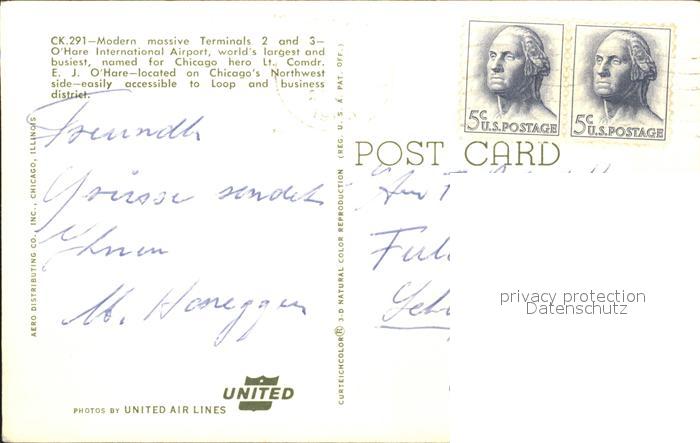 CK.291—Modern massive Terminals 2 and 3—
O'Hare International Airport, world's largest and
busiest, named for Chicago hero Lt. Comdr.
E. J. O'Hare—located on Chicago's Northwest
side—easily accessible to Loop and business
district.
Freundl.
Grüsse sendet
Ihnen
M. Honegger
AERO DISTRIBUTING CO., INC., CHICAGO, ILLINOIS
PHOTOS BY UNITED AIR LINES
UNITED
CURTEICHCOLOR® 3-D NATURAL COLOR REPRODUCTION (REG. U. S. A. PAT. OFF.)
5c U.S. POSTAGE
5c U.S. POSTAGE
POST CARD
privacy protection
Datenschutz